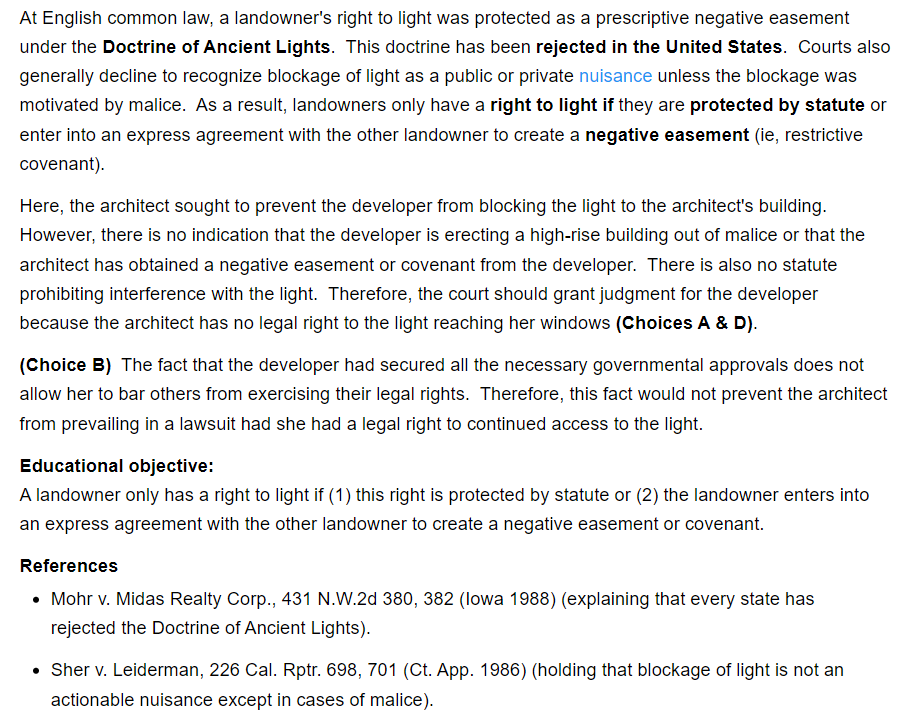 At English common law, a landowner's right to light was protected as a prescriptive negative easement
under the Doctrine of Ancient Lights.  This doctrine has been rejected in the United States.  Courts also
generally decline to recognize blockage of light as a public or private nuisance unless the blockage was
motivated by malice.  As a result, landowners only have a right to light if they are protected by statute or
enter into an express agreement with the other landowner to create a negative easement (ie, restrictive
covenant).
Here, the architect sought to prevent the developer from blocking the light to the architect's building.
However, there is no indication that the developer is erecting a high-rise building out of malice or that the
architect has obtained a negative easement or covenant from the developer.  There is also no statute
prohibiting interference with the light.  Therefore, the court should grant judgment for the developer
because the architect has no legal right to the light reaching her windows (Choices A & D).
(Choice B)  The fact that the developer had secured all the necessary governmental approvals does not
allow her to bar others from exercising their legal rights.  Therefore, this fact would not prevent the architect
from prevailing in a lawsuit had she had a legal right to continued access to the light.
Educational objective:
A landowner only has a right to light if (1) this right is protected by statute or (2) the landowner enters into
an express agreement with the other landowner to create a negative easement or covenant.
References
• Mohr v. Midas Realty Corp., 431 N.W.2d 380, 382 (Iowa 1988) (explaining that every state has
rejected the Doctrine of Ancient Lights).
• Sher v. Leiderman, 226 Cal. Rptr. 698, 701 (Ct. App. 1986) (holding that blockage of light is not an
actionable nuisance except in cases of malice).